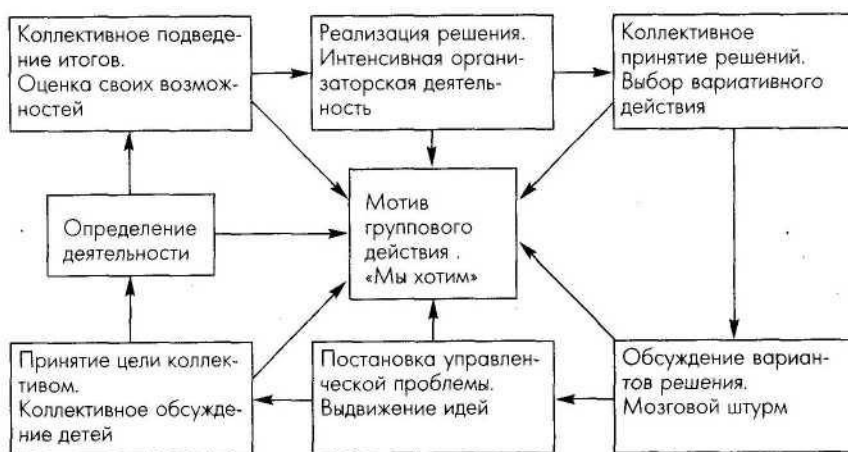 Коллективное подведе-
ние итогов.
Оценка своих возмож-
ностей
Реализация решения.
Интенсивная органи-
заторская деятель-
ность
Коллективное
принятие решений.
Выбор вариативного
действия
Определение
деятельности
Мотив
группового
действия .
«Мы хотим»
Принятие цели коллек-
тивом.
Коллективное обсужде-
ние детей
Постановка управлен-
ческой проблемы.
Выдвижение идей
Обсуждение вариан-
тов решения.
Мозговой штурм